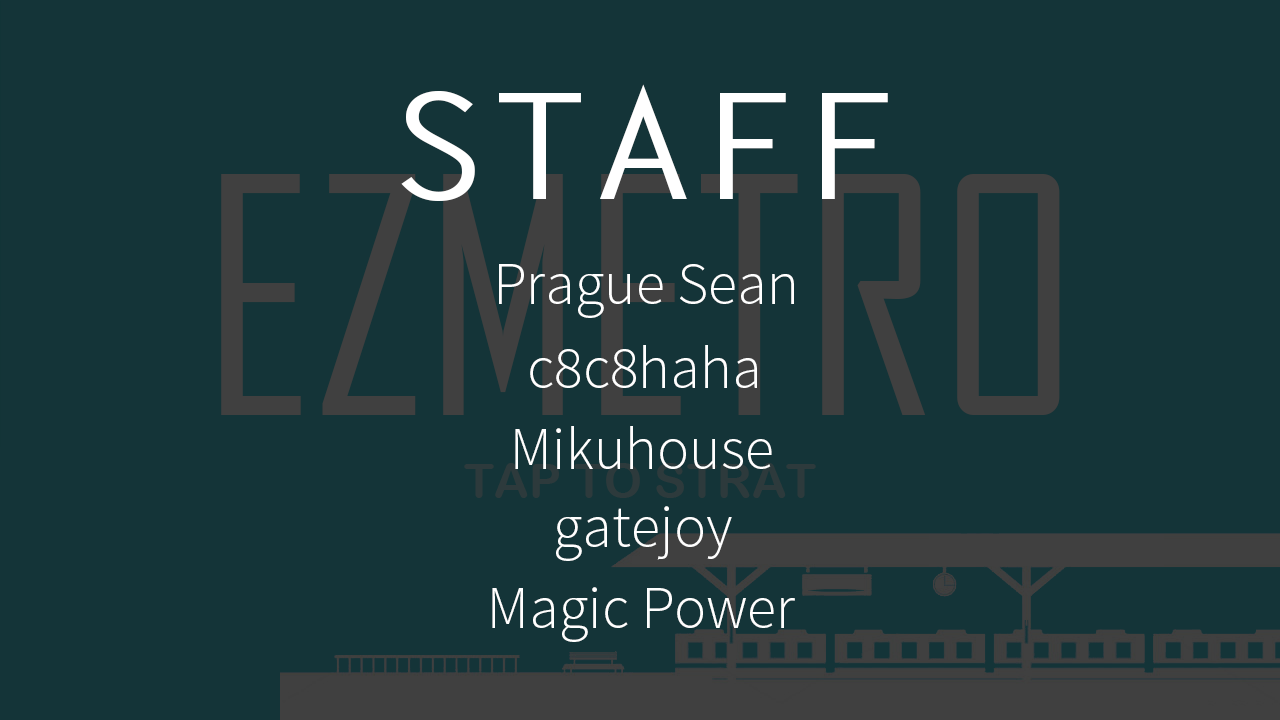 STAFF
EZMETRO
Prague Sean
c8c8haha
Mikuhouse
TAP TO STRAT
gatejoy
Magic Power